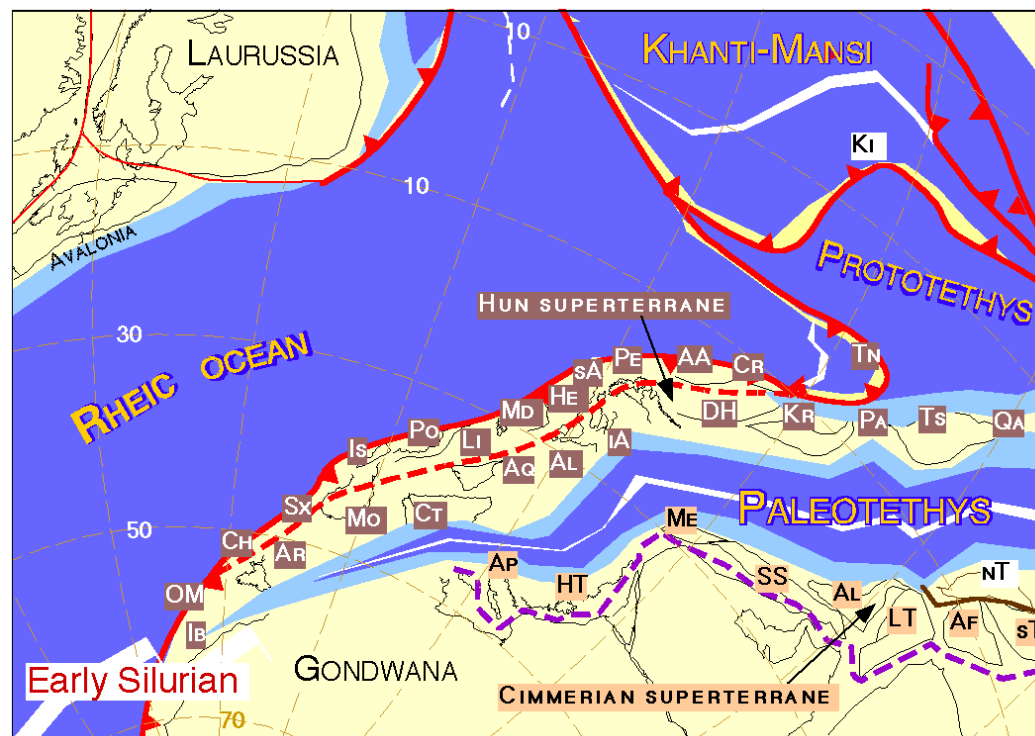 LAURUSSIA
10
KHANTI-MANSI
KI
10
AVALONIA
PROTOTETHYS
HUN SUPERTERRANE
30
RHEIC OCEAN
TN
SA
PE
AA
CR
HE
MD
DH
KR
PA
TS
QA
PO
LI
IS
IA
AQ
AL
SX
MO
CT
PALEOTETHYS
50
CH
AR
ME
AP
HT
SS
NT
OM
AL
LT
AF
ST
IB
GONDWANA
Early Silurian
CIMMERIAN SUPERTERRANE
70